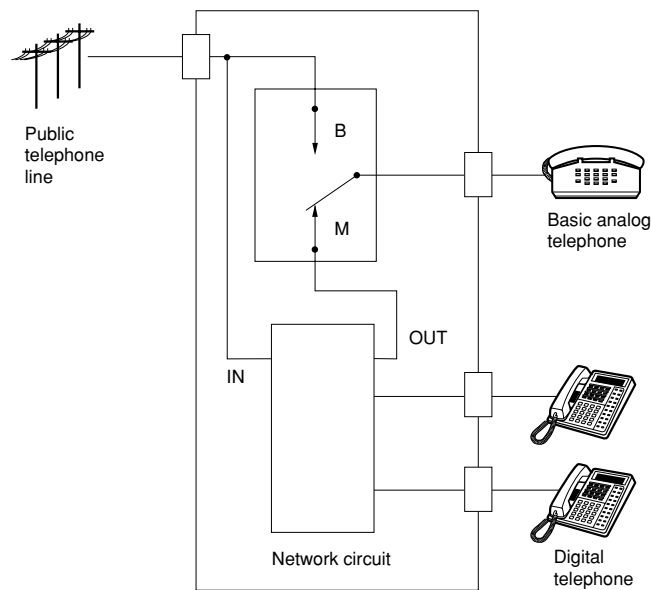 Public
telephone
line
B
M
Basic analog
telephone
OUT
IN
Network circuit
Digital
telephone